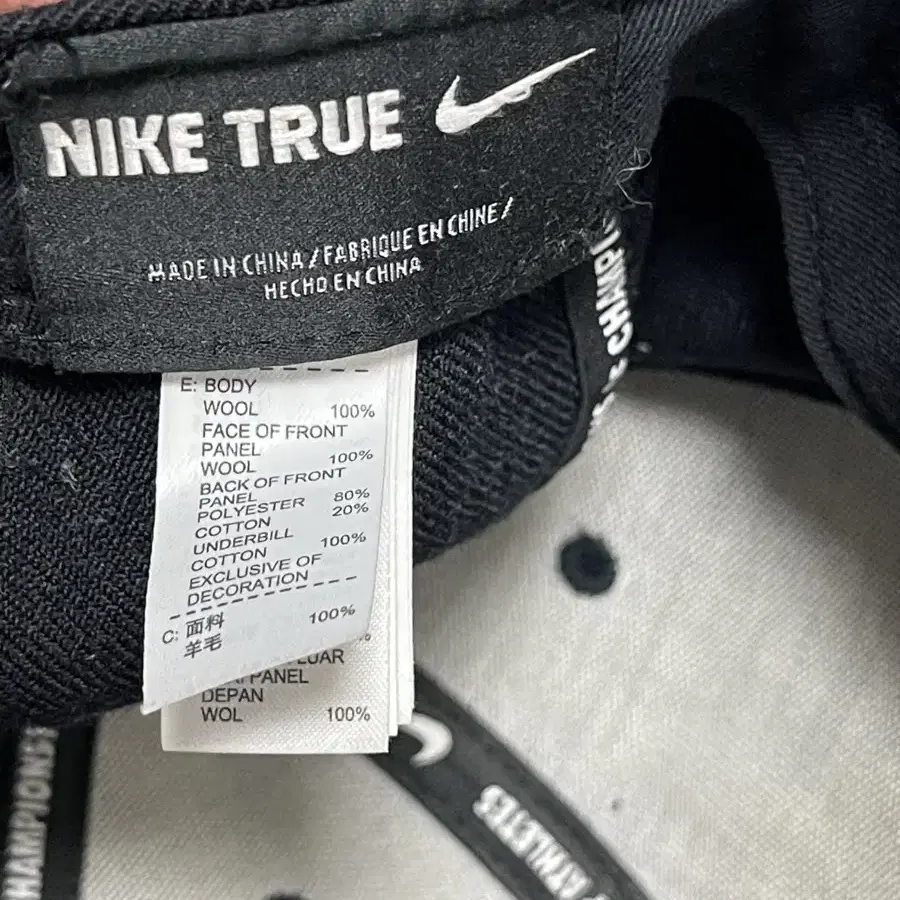 NIKE TRUE
MADE IN CHINA / FABRIQUE EN CHINE /
HECHO EN CHINA
E: BODY
WOOL 100%
FACE OF FRONT
PANEL
WOOL 100%
BACK OF FRONT
PANEL
POLYESTER 80%
COTTON 20%
UNDERBILL
COTTON 100%
EXCLUSIVE OF
DECORATION
C: 面料 100%
羊毛
PANEL
DEPAN
WOL 100%
ATHLETES